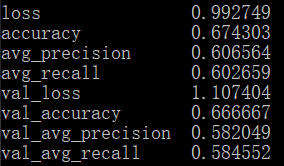 loss 0.992749
accuracy 0.674303
avg_precision 0.606564
avg_recall 0.602659
val_loss 1.107404
val_accuracy 0.666667
val_avg_precision 0.582049
val_avg_recall 0.584552